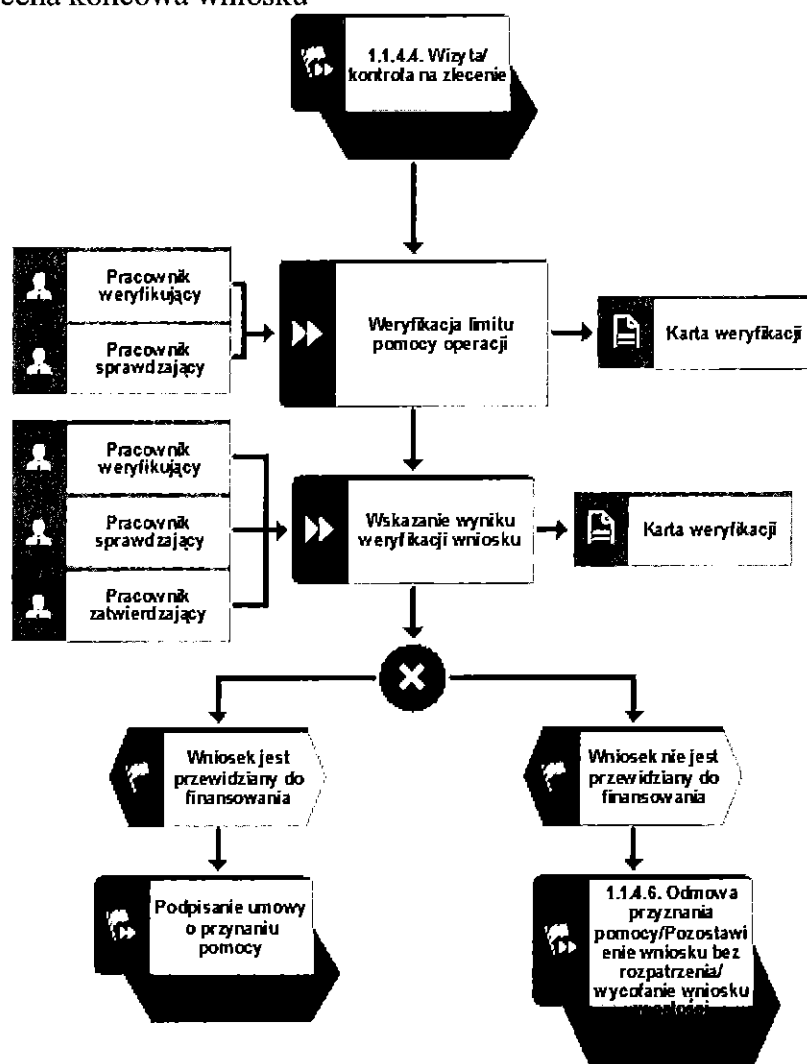 końcowa wniosku
1.1.4.4. Wizyta/
kontrola na zlecenie
Pracownik
weryfikujący
Pracownik
sprawdzający
Weryfikacja limitu
pomocy operacji
Karta weryfikacji
Pracownik
weryfikujący
Pracownik
sprawdzający
Pracownik
zatwierdzający
Wskazanie wyniku
weryfikacji wniosku
Karta weryfikacji
Wniosek jest
przewidziany do
finansowania
Wniosek nie jest
przewidziany do
finansowania
Podpisanie umowy
o przynaniu
pomocy
1.1.4.6. Odmowa
przyznania
pomocy/Pozostawi
enie wniosku bez
rozpatrzenia/
wycofanie wniosku